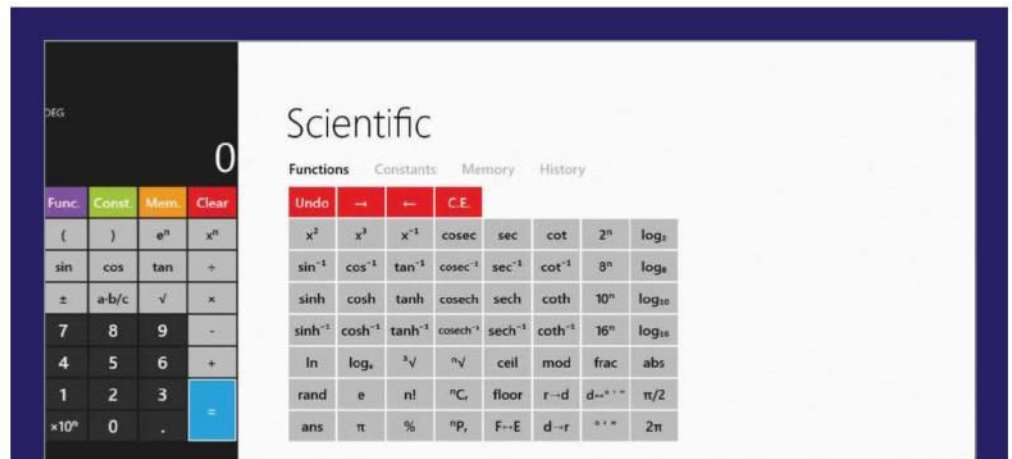 DEG
0
Scientific
Functions Constants Memory History
Func. Const. Mem. Clear Undo → ← C.E.
( ) eⁿ xⁿ x² x³ x⁻¹ cosec sec cot 2ⁿ log₂
sin cos tan ÷ sin⁻¹ cos⁻¹ tan⁻¹ cosec⁻¹ sec⁻¹ cot⁻¹ 8ⁿ log₈
± a·b/c √ × sinh cosh tanh cosech sech coth 10ⁿ log₁₀
7 8 9 - sinh⁻¹ cosh⁻¹ tanh⁻¹ cosech⁻¹ sech⁻¹ coth⁻¹ 16ⁿ log₁₆
4 5 6 + ln logₑ ³√ ⁿ√ ceil mod frac abs
1 2 3 = rand e n! ⁿCᵣ floor r→d d↔° ' " π/2
×10ⁿ 0 . ans π % ⁿPᵣ F↔E d→r ° ' " 2π